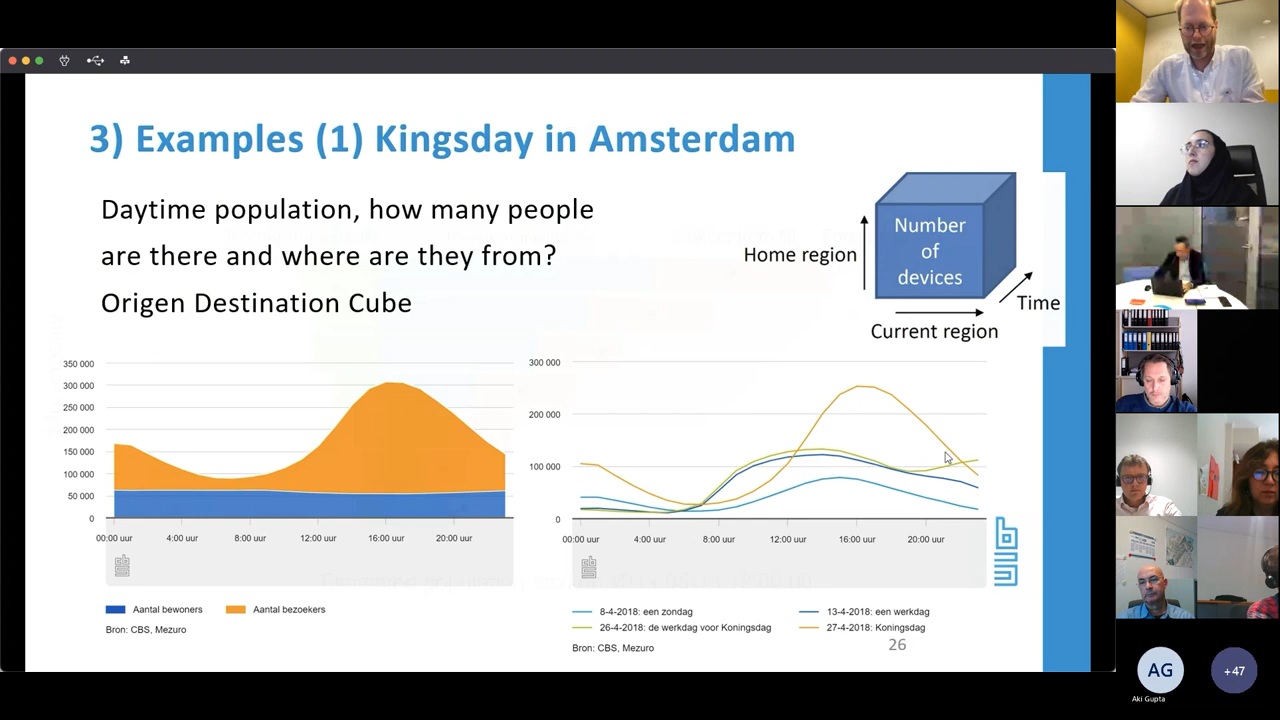 3) Examples (1) Kingsday in Amsterdam
Daytime population, how many people
are there and where are they from?
Origen Destination Cube
Number
of
devices
Home region
Time
Current region
350 000
300 000
250 000
200 000
150 000
100 000
50 000
0
00:00 uur
4:00 uur
8:00 uur
12:00 uur
16:00 uur
20:00 uur
Aantal bewoners
Aantal bezoekers
Bron: CBS, Mezuro
300 000
200 000
100 000
0
00:00 uur
4:00 uur
8:00 uur
12:00 uur
16:00 uur
20:00 uur
8-4-2018: een zondag
13-4-2018: een werkdag
26-4-2018: de werkdag voor Koningsdag
27-4-2018: Koningsdag
Bron: CBS, Mezuro
26
AG
Aki Gupta
+47